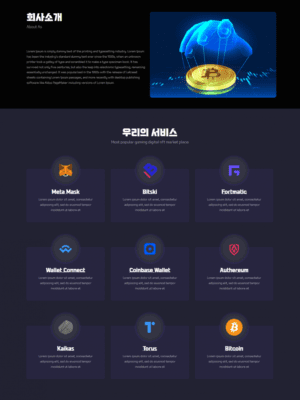 회사소개
About Us
Lorem Ipsum is simply dummy text of the printing and typesetting industry. Lorem Ipsum
has been the industry's standard dummy text ever since the 1500s, when an unknown
printer took a galley of type and scrambled it to make a type specimen book. It has
survived not only five centuries, but also the leap into electronic typesetting, remaining
essentially unchanged. It was popularised in the 1960s with the release of Letraset
sheets containing Lorem Ipsum passages, and more recently with desktop publishing
software like Aldus PageMaker including versions of Lorem Ipsum.
우리의 서비스
Most popular gaming digital nft market place
Meta Mask
Bitski
Fortmatic
Lorem ipsum dolor sit amet, consectetur
adipiscing elit, sed do eiusmod tempor
incididunt ut labore et.
Lorem ipsum dolor sit amet, consectetur
adipiscing elit, sed do eiusmod tempor
incididunt ut labore et.
Lorem ipsum dolor sit amet, consectetur
adipiscing elit, sed do eiusmod tempor
incididunt ut labore et.
Wallet Connect
Coinbase Wallet
Authereum
Lorem ipsum dolor sit amet, consectetur
adipiscing elit, sed do eiusmod tempor
incididunt ut labore et.
Lorem ipsum dolor sit amet, consectetur
adipiscing elit, sed do eiusmod tempor
incididunt ut labore et.
Lorem ipsum dolor sit amet, consectetur
adipiscing elit, sed do eiusmod tempor
incididunt ut labore et.
Kaikas
Torus
Bitcoin
Lorem ipsum dolor sit amet, consectetur
adipiscing elit, sed do eiusmod tempor
incididunt ut labore et.
Lorem ipsum dolor sit amet, consectetur
adipiscing elit, sed do eiusmod tempor
incididunt ut labore et.
Lorem ipsum dolor sit amet, consectetur
adipiscing elit, sed do eiusmod tempor
incididunt ut labore et.